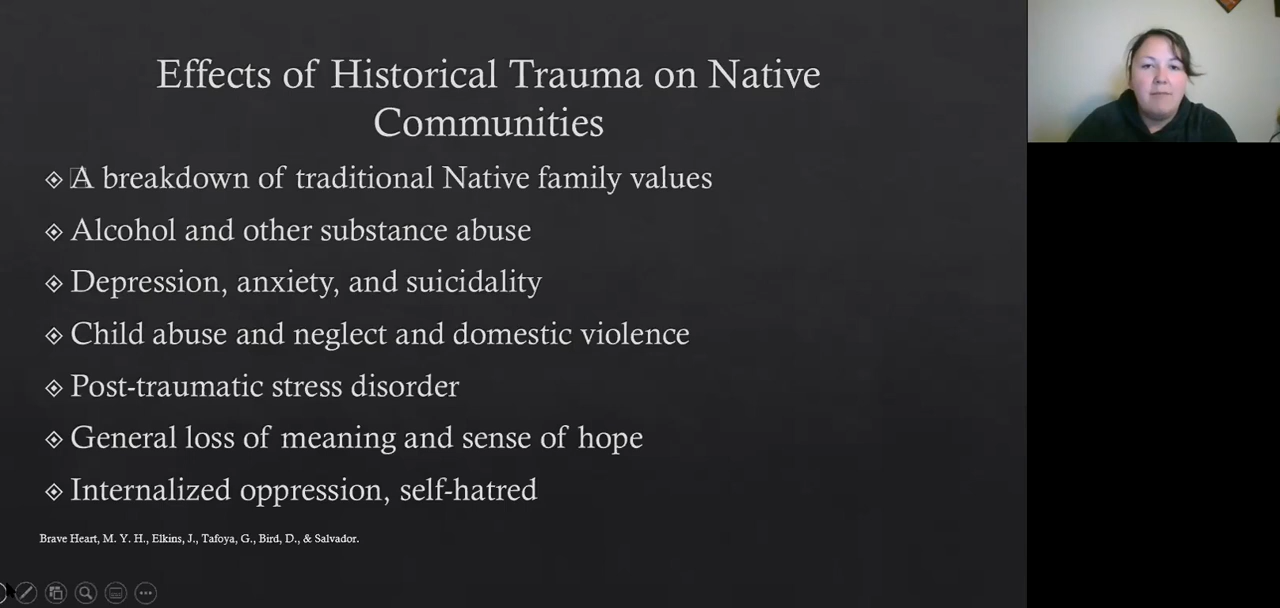 Effects of Historical Trauma on Native
Communities
A breakdown of traditional Native family values
Alcohol and other substance abuse
Depression, anxiety, and suicidality
Child abuse and neglect and domestic violence
Post-traumatic stress disorder
General loss of meaning and sense of hope
Internalized oppression, self-hatred
Brave Heart, M. Y. H., Elkins, J., Tafoya, G., Bird, D., & Salvador.